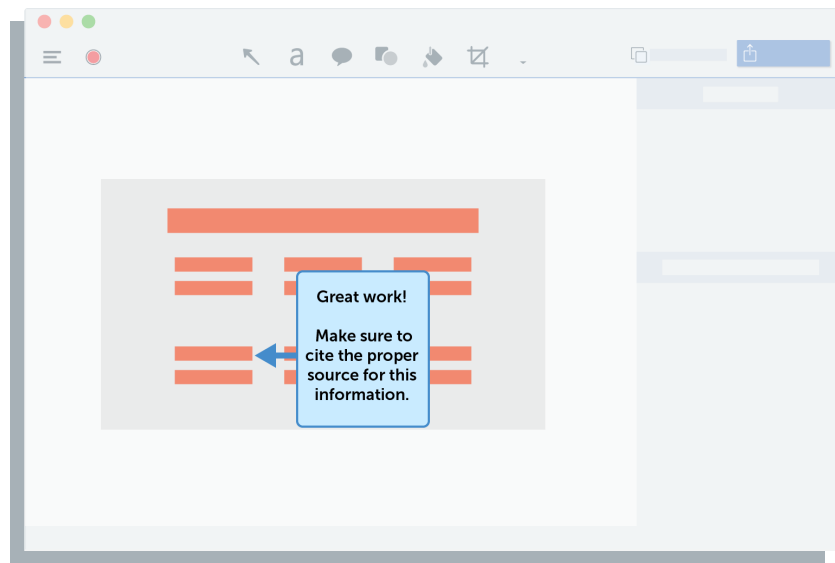 a
Great work!
Make sure to
cite the proper
source for this
information.